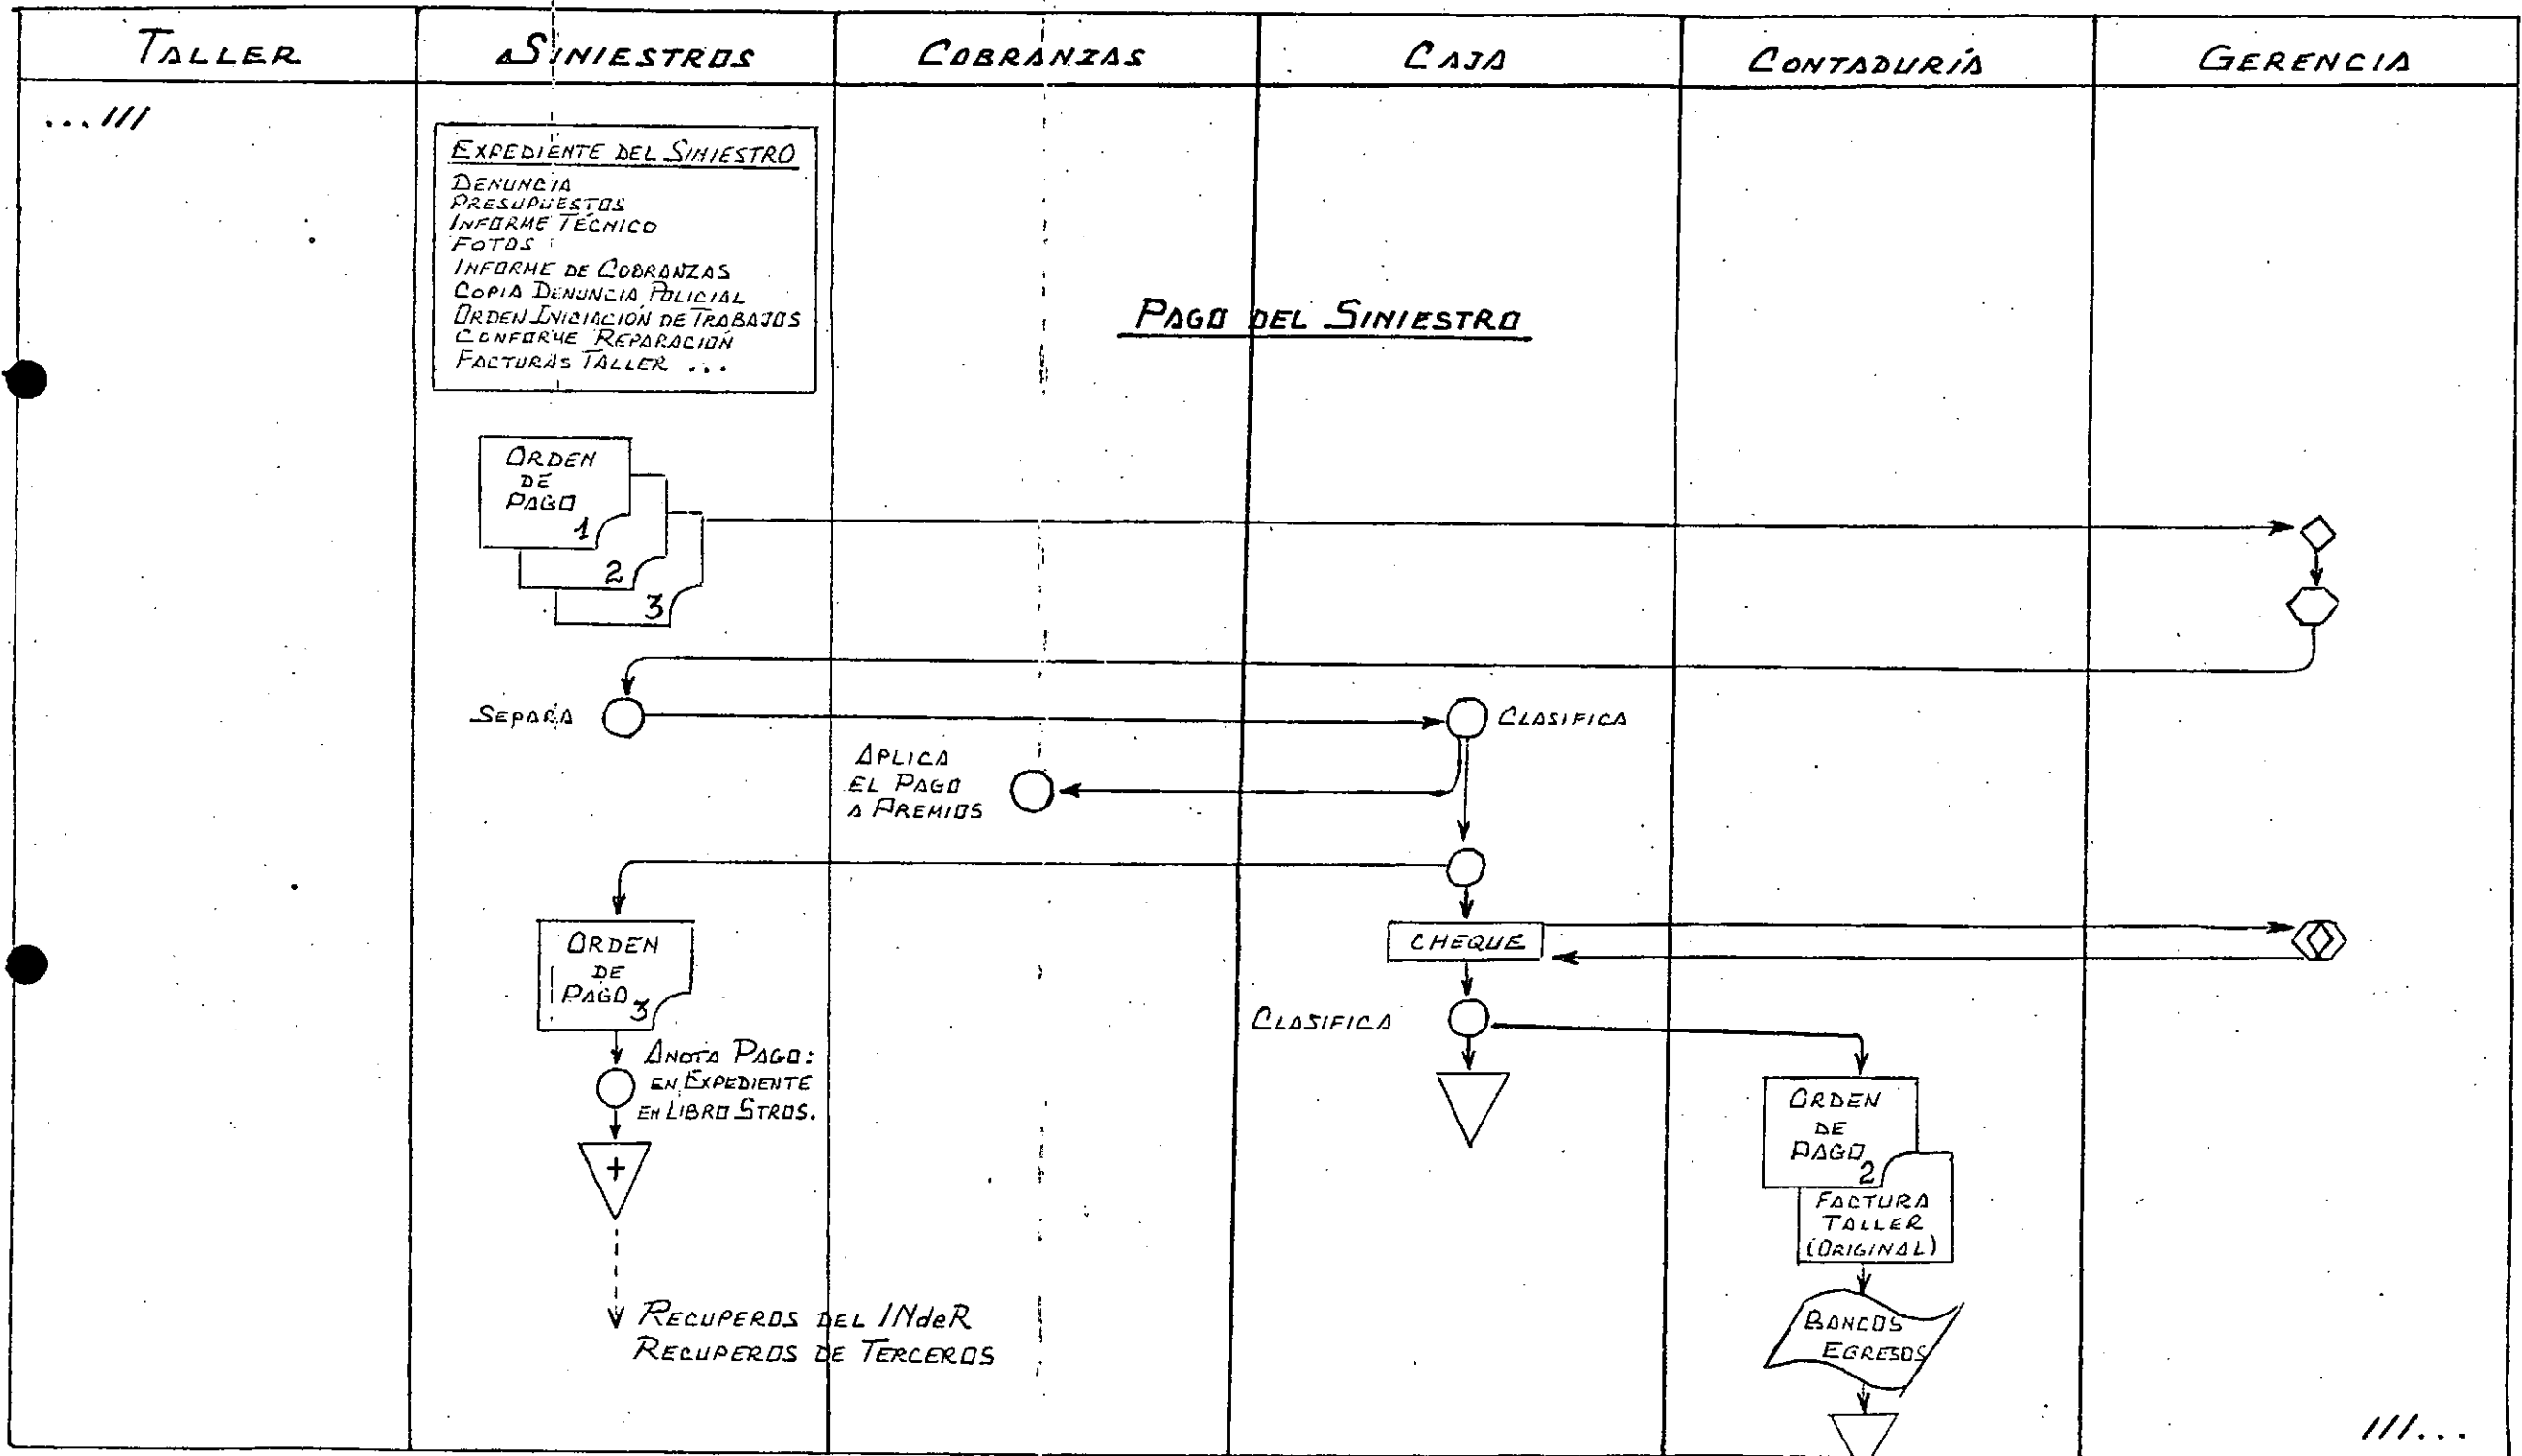 TALLER
SINIESTROS
COBRANZAS
CAJA
CONTADURÍA
GERENCIA
...///
EXPEDIENTE DEL SINIESTRO
DENUNCIA
PRESUPUESTOS
INFORME TÉCNICO
FOTOS
INFORME DE COBRANZAS
COPIA DENUNCIA POLICIAL
ORDEN INICIACIÓN DE TRABAJOS
CONFORME REPARACIÓN
FACTURAS TALLER ...
PAGO DEL SINIESTRO
ORDEN
DE
PAGO
1
2
3
SEPARA
CLASIFICA
APLICA
EL PAGO
A PREMIOS
ORDEN
DE
PAGO
3
CHEQUE
CLASIFICA
ANOTA PAGO:
EN EXPEDIENTE
EN LIBRO STROS.
+
ORDEN
DE
PAGO
2
FACTURA
TALLER
(ORIGINAL)
RECUPEROS DEL INdeR
RECUPEROS DE TERCEROS
BANCOS
EGRESOS
///...